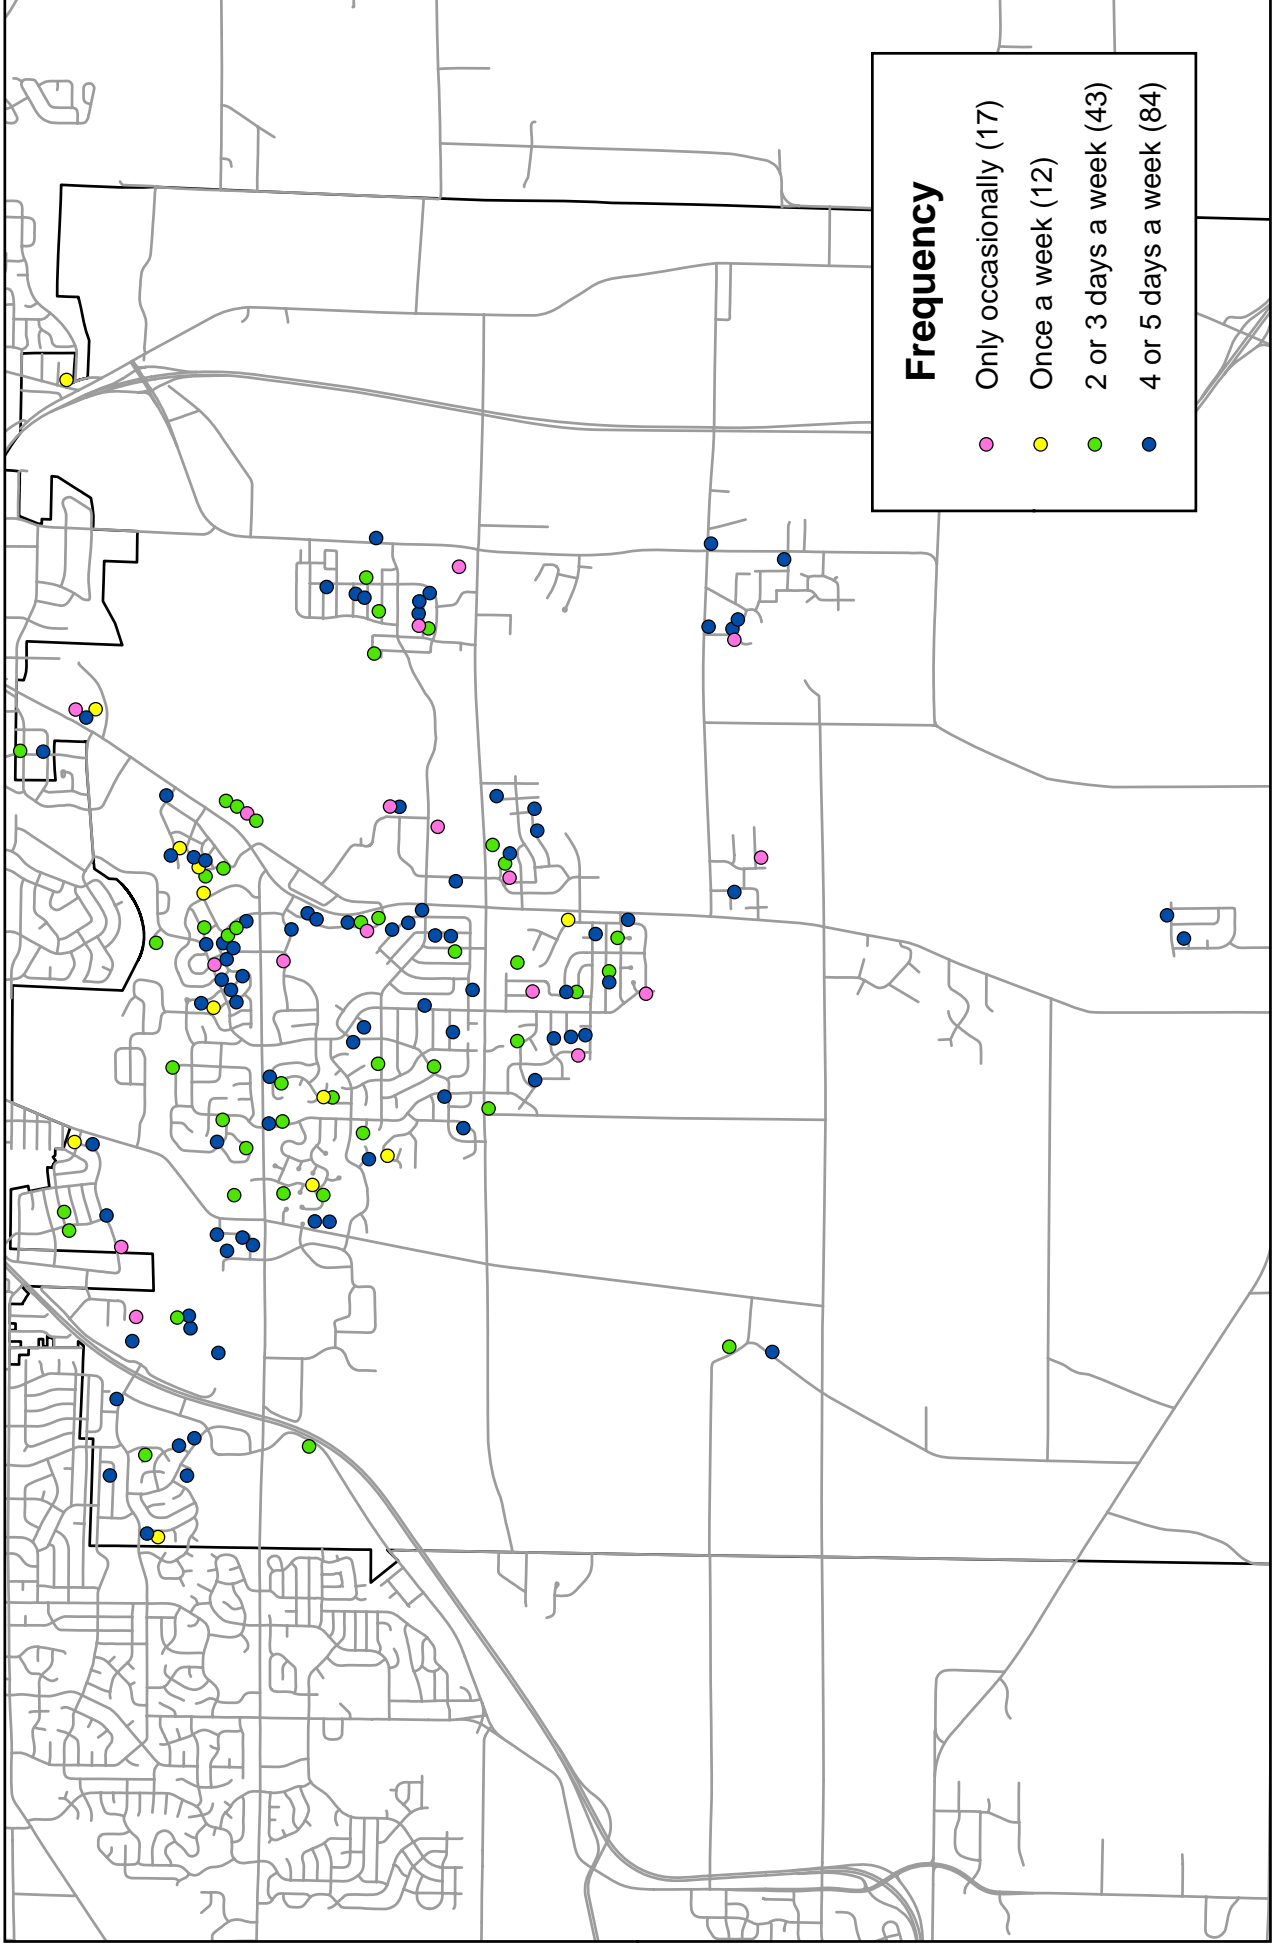 Frequency
Only occasionally (17)
Once a week (12)
2 or 3 days a week (43)
4 or 5 days a week (84)